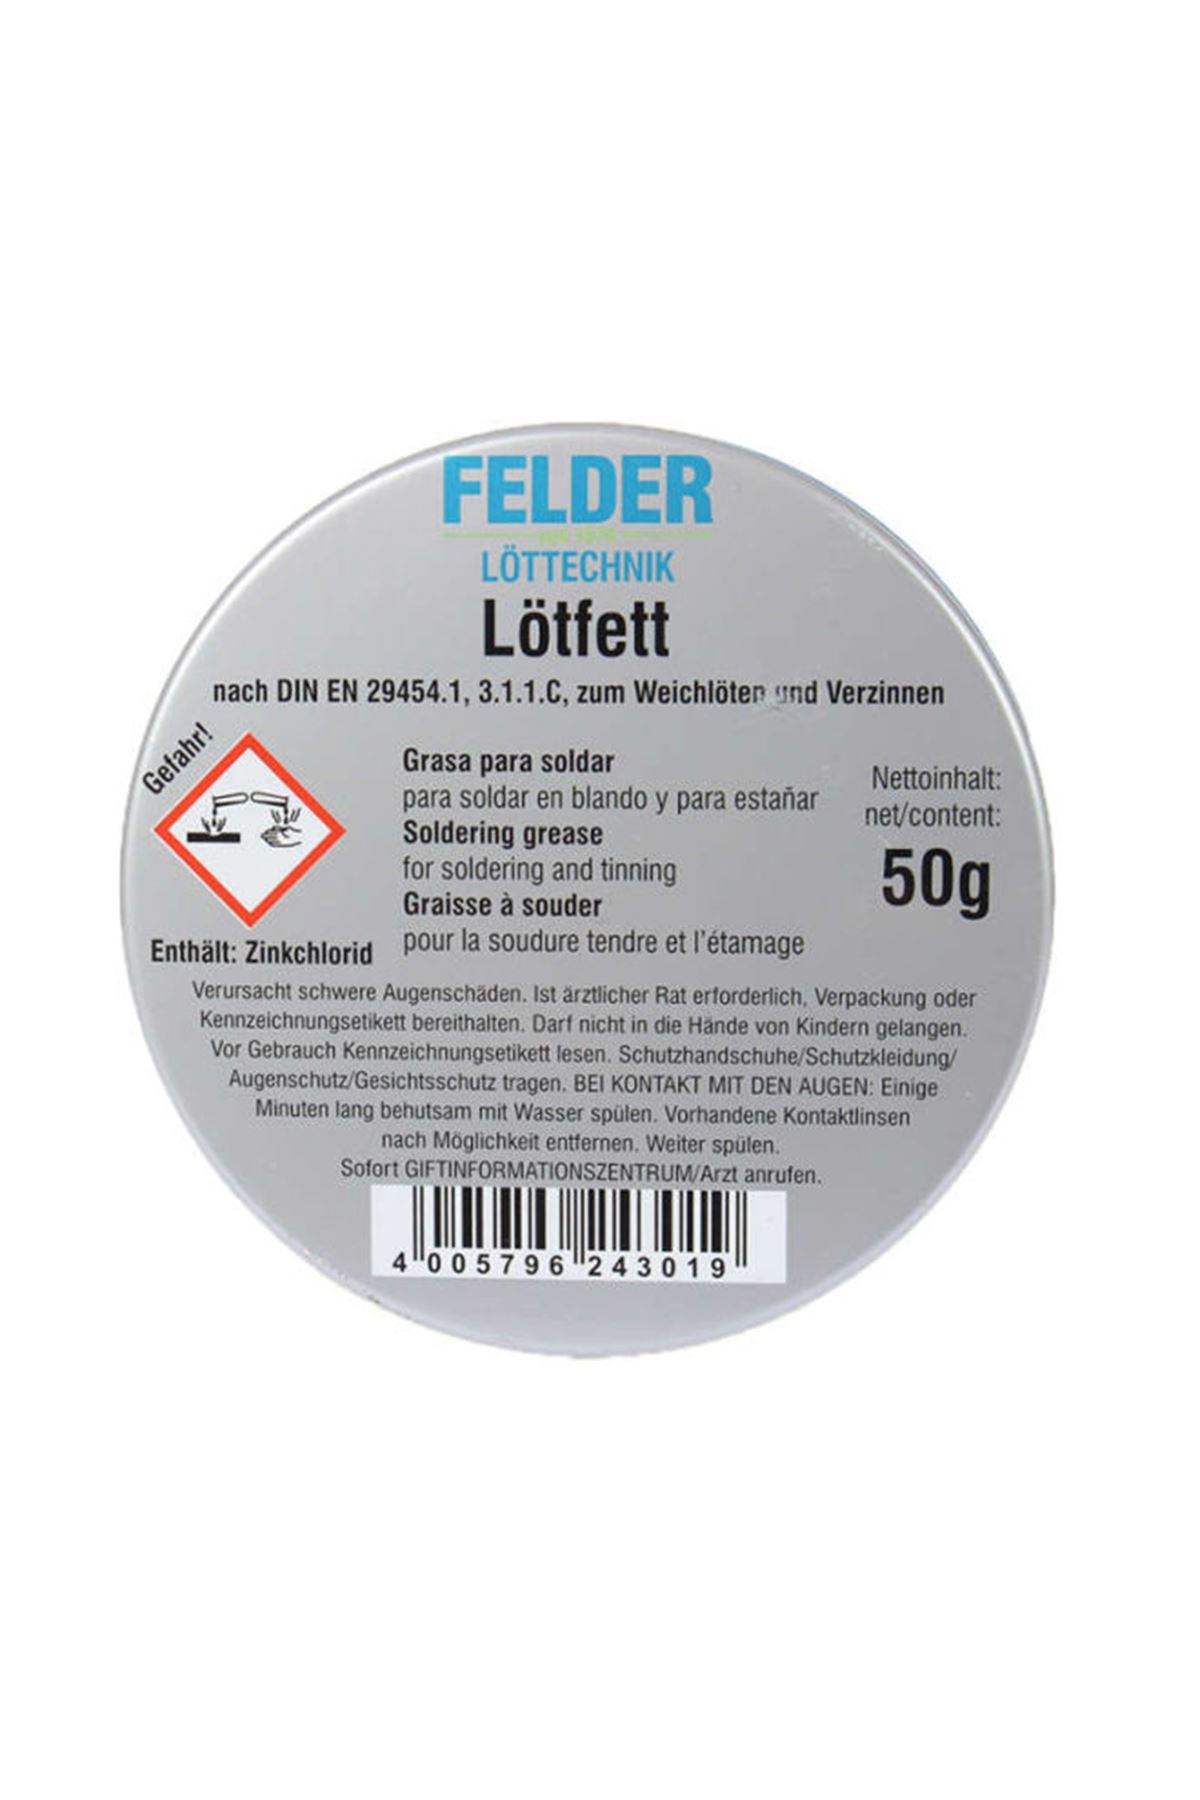 FELDER
LÖTTECHNIK
Lötfett
nach DIN EN 29454.1, 3.1.1.C, zum Weichlöten und Verzinnen
Gefahr!
Grasa para soldar
para soldar en blando y para estañar
Soldering grease
for soldering and tinning
Graisse à souder
pour la soudure tendre et l'étamage
Nettoinhalt:
net/content:
50g
Enthält: Zinkchlorid
Verursacht schwere Augenschäden. Ist ärztlicher Rat erforderlich, Verpackung oder
Kennzeichnungsetikett bereithalten. Darf nicht in die Hände von Kindern gelangen.
Vor Gebrauch Kennzeichnungsetikett lesen. Schutzhandschuhe/Schutzkleidung/
Augenschutz/Gesichtsschutz tragen. BEI KONTAKT MIT DEN AUGEN: Einige
Minuten lang behutsam mit Wasser spülen. Vorhandene Kontaktlinsen
nach Möglichkeit entfernen. Weiter spülen.
Sofort GIFTINFORMATIONSZENTRUM/Arzt anrufen.
4 005796 243019